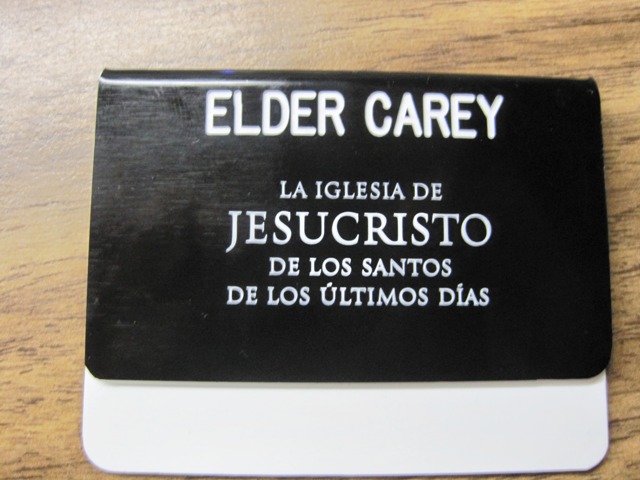 ELDER CAREY
LA IGLESIA DE
JESUCRISTO
DE LOS SANTOS
DE LOS ÚLTIMOS DÍAS